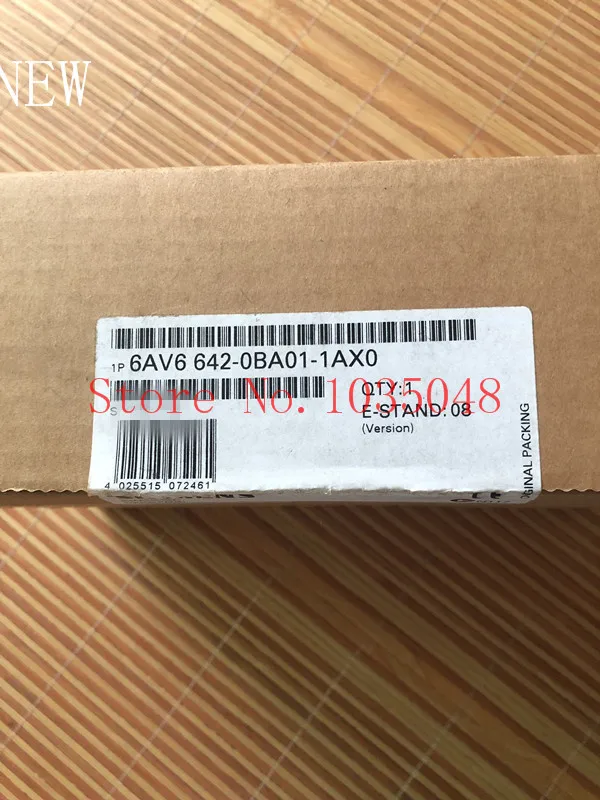 NEW
1P 6AV6 642-0BA01-1AX0
QTY:1
Store No.1035048
S
E-STAND:08
(Version)
4 025515 072461
GINAL PACKING